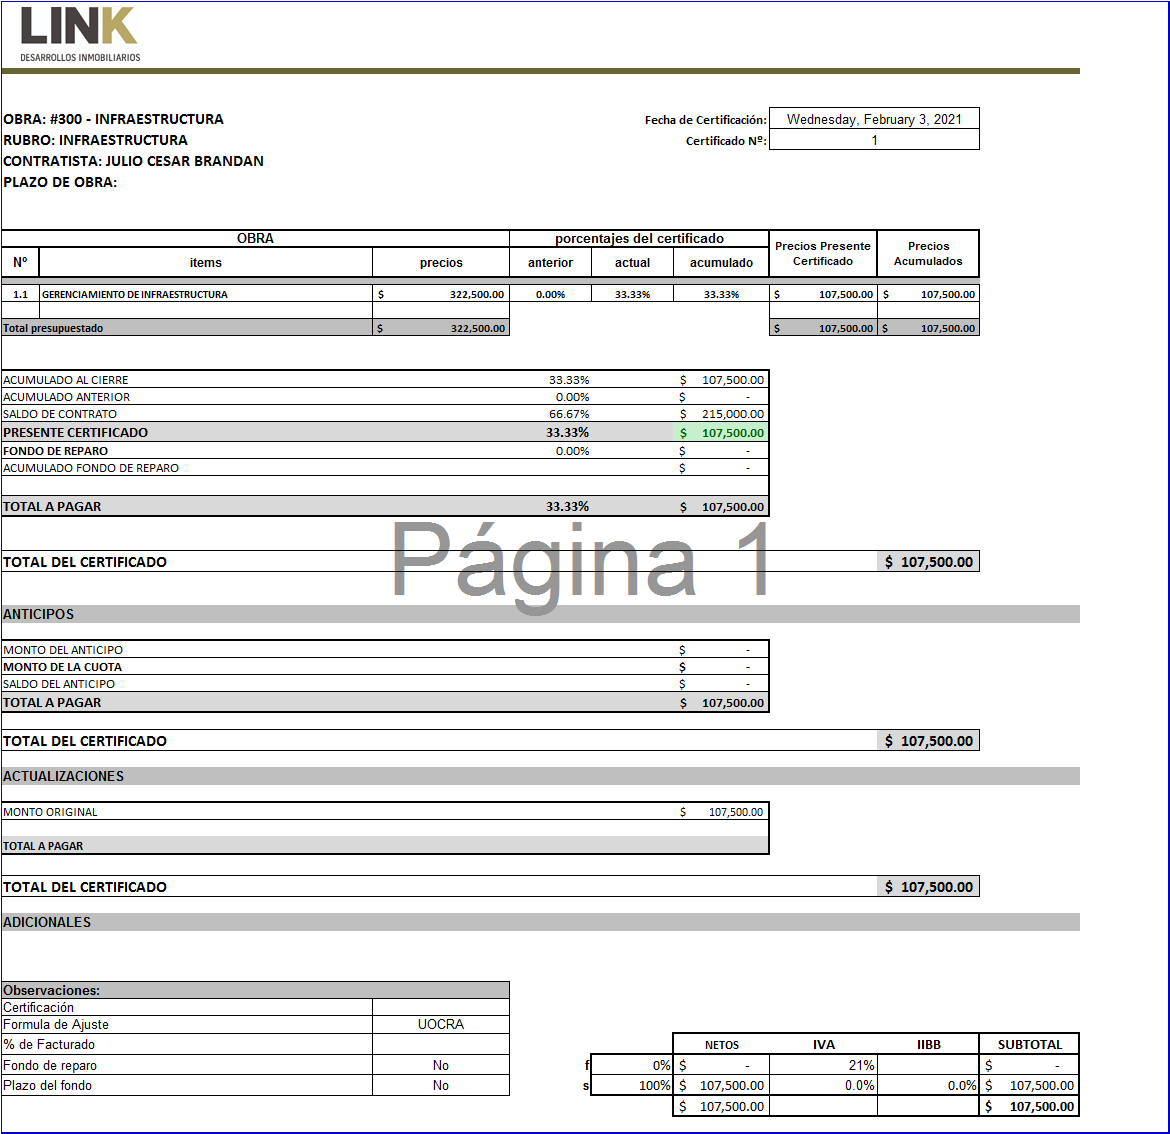 LINK
DESARROLLOS INMOBILIARIOS
OBRA: #300 - INFRAESTRUCTURA
Fecha de Certificación: Wednesday, February 3, 2021
RUBRO: INFRAESTRUCTURA
Certificado Nº: 1
CONTRATISTA: JULIO CESAR BRANDAN
PLAZO DE OBRA:
OBRA porcentajes del certificado Precios Presente Certificado Precios Acumulados
Nº items precios anterior actual acumulado
1.1 GERENCIAMIENTO DE INFRAESTRUCTURA $ 322,500.00 0.00% 33.33% 33.33% $ 107,500.00 $ 107,500.00
Total presupuestado $ 322,500.00 $ 107,500.00 $ 107,500.00
ACUMULADO AL CIERRE 33.33% $ 107,500.00
ACUMULADO ANTERIOR 0.00% $ -
SALDO DE CONTRATO 66.67% $ 215,000.00
PRESENTE CERTIFICADO 33.33% $ 107,500.00
FONDO DE REPARO 0.00% $ -
ACUMULADO FONDO DE REPARO $ -
TOTAL A PAGAR 33.33% $ 107,500.00
Página 1
TOTAL DEL CERTIFICADO $ 107,500.00
ANTICIPOS
MONTO DEL ANTICIPO $ -
MONTO DE LA CUOTA $ -
SALDO DEL ANTICIPO $ -
TOTAL A PAGAR $ 107,500.00
TOTAL DEL CERTIFICADO $ 107,500.00
ACTUALIZACIONES
MONTO ORIGINAL $ 107,500.00
TOTAL A PAGAR
TOTAL DEL CERTIFICADO $ 107,500.00
ADICIONALES
Observaciones:
Certificación
Formula de Ajuste UOCRA
% de Facturado
Fondo de reparo No
Plazo del fondo No
NETOS IVA IIBB SUBTOTAL
f 0% $ - 21% $ -
s 100% $ 107,500.00 0.0% 0.0% $ 107,500.00
$ 107,500.00 $ 107,500.00